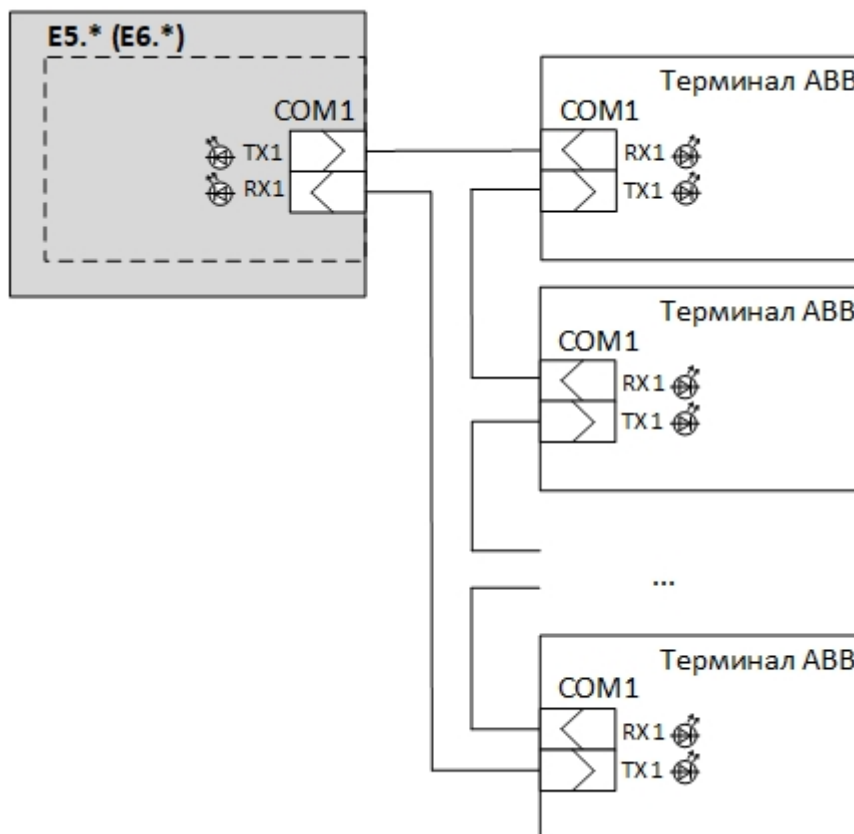 E5.* (E6.*)
COM1
TX1
RX1
Терминал ABB
COM1
RX1
TX1
Терминал ABB
COM1
RX1
TX1
...
Терминал ABB
COM1
RX1
TX1